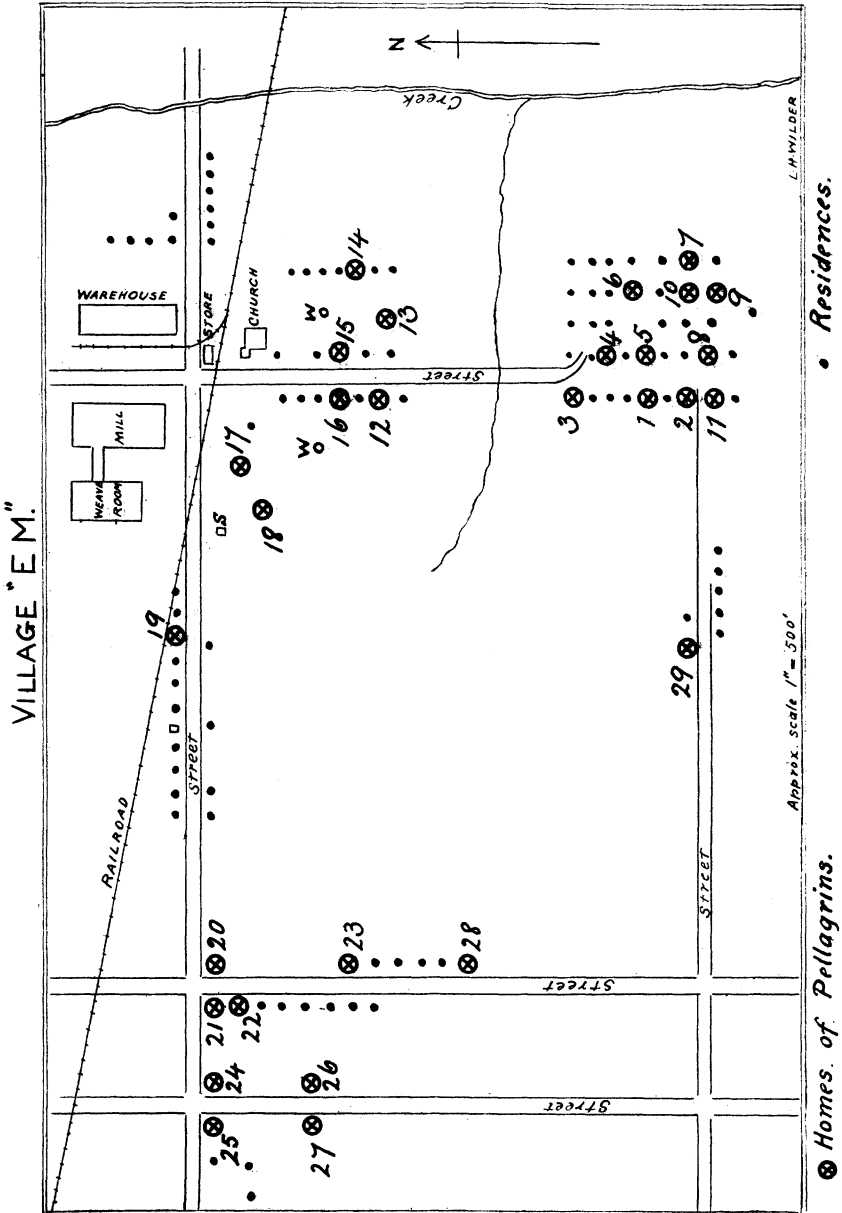 VILLAGE "E M."
N
Creek
WAREHOUSE
STORE
CHURCH
MILL
WEAVE
ROOM
RAILROAD
Street
Street
Street
Street
Street
W
W
S
14
15
13
16
12
17
18
19
20
21
22
23
28
24
25
26
27
29
3
4
6
7
5
10
1
2
8
9
11
Approx. scale 1" = 500'
L.H. WILDER
⊗ Homes of Pellagrins.
• Residences.